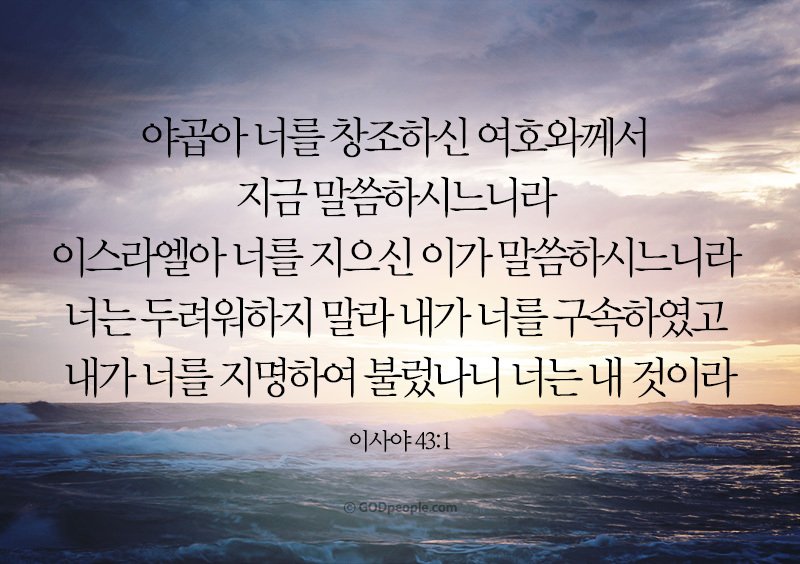 야곱아 너를 창조하신 여호와께서
지금 말씀하시느니라
이스라엘아 너를 지으신 이가 말씀하시느니라
너는 두려워하지 말라 내가 너를 구속하였고
내가 너를 지명하여 불렀나니 너는 내 것이라
이사야 43:1
© GODpeople.com